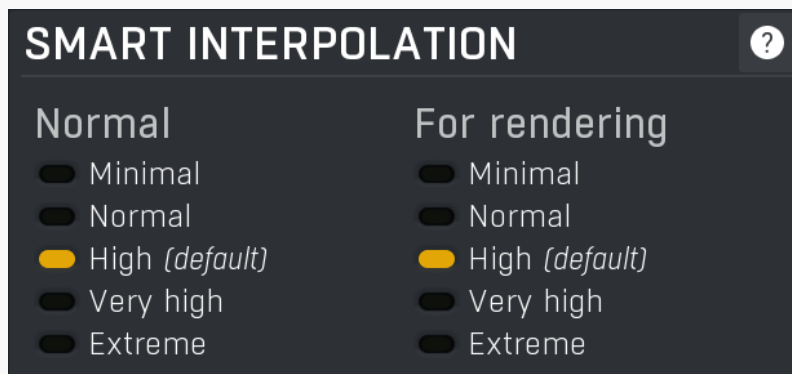 SMART INTERPOLATION
?
Normal
Minimal
Normal
High (default)
Very high
Extreme
For rendering
Minimal
Normal
High (default)
Very high
Extreme